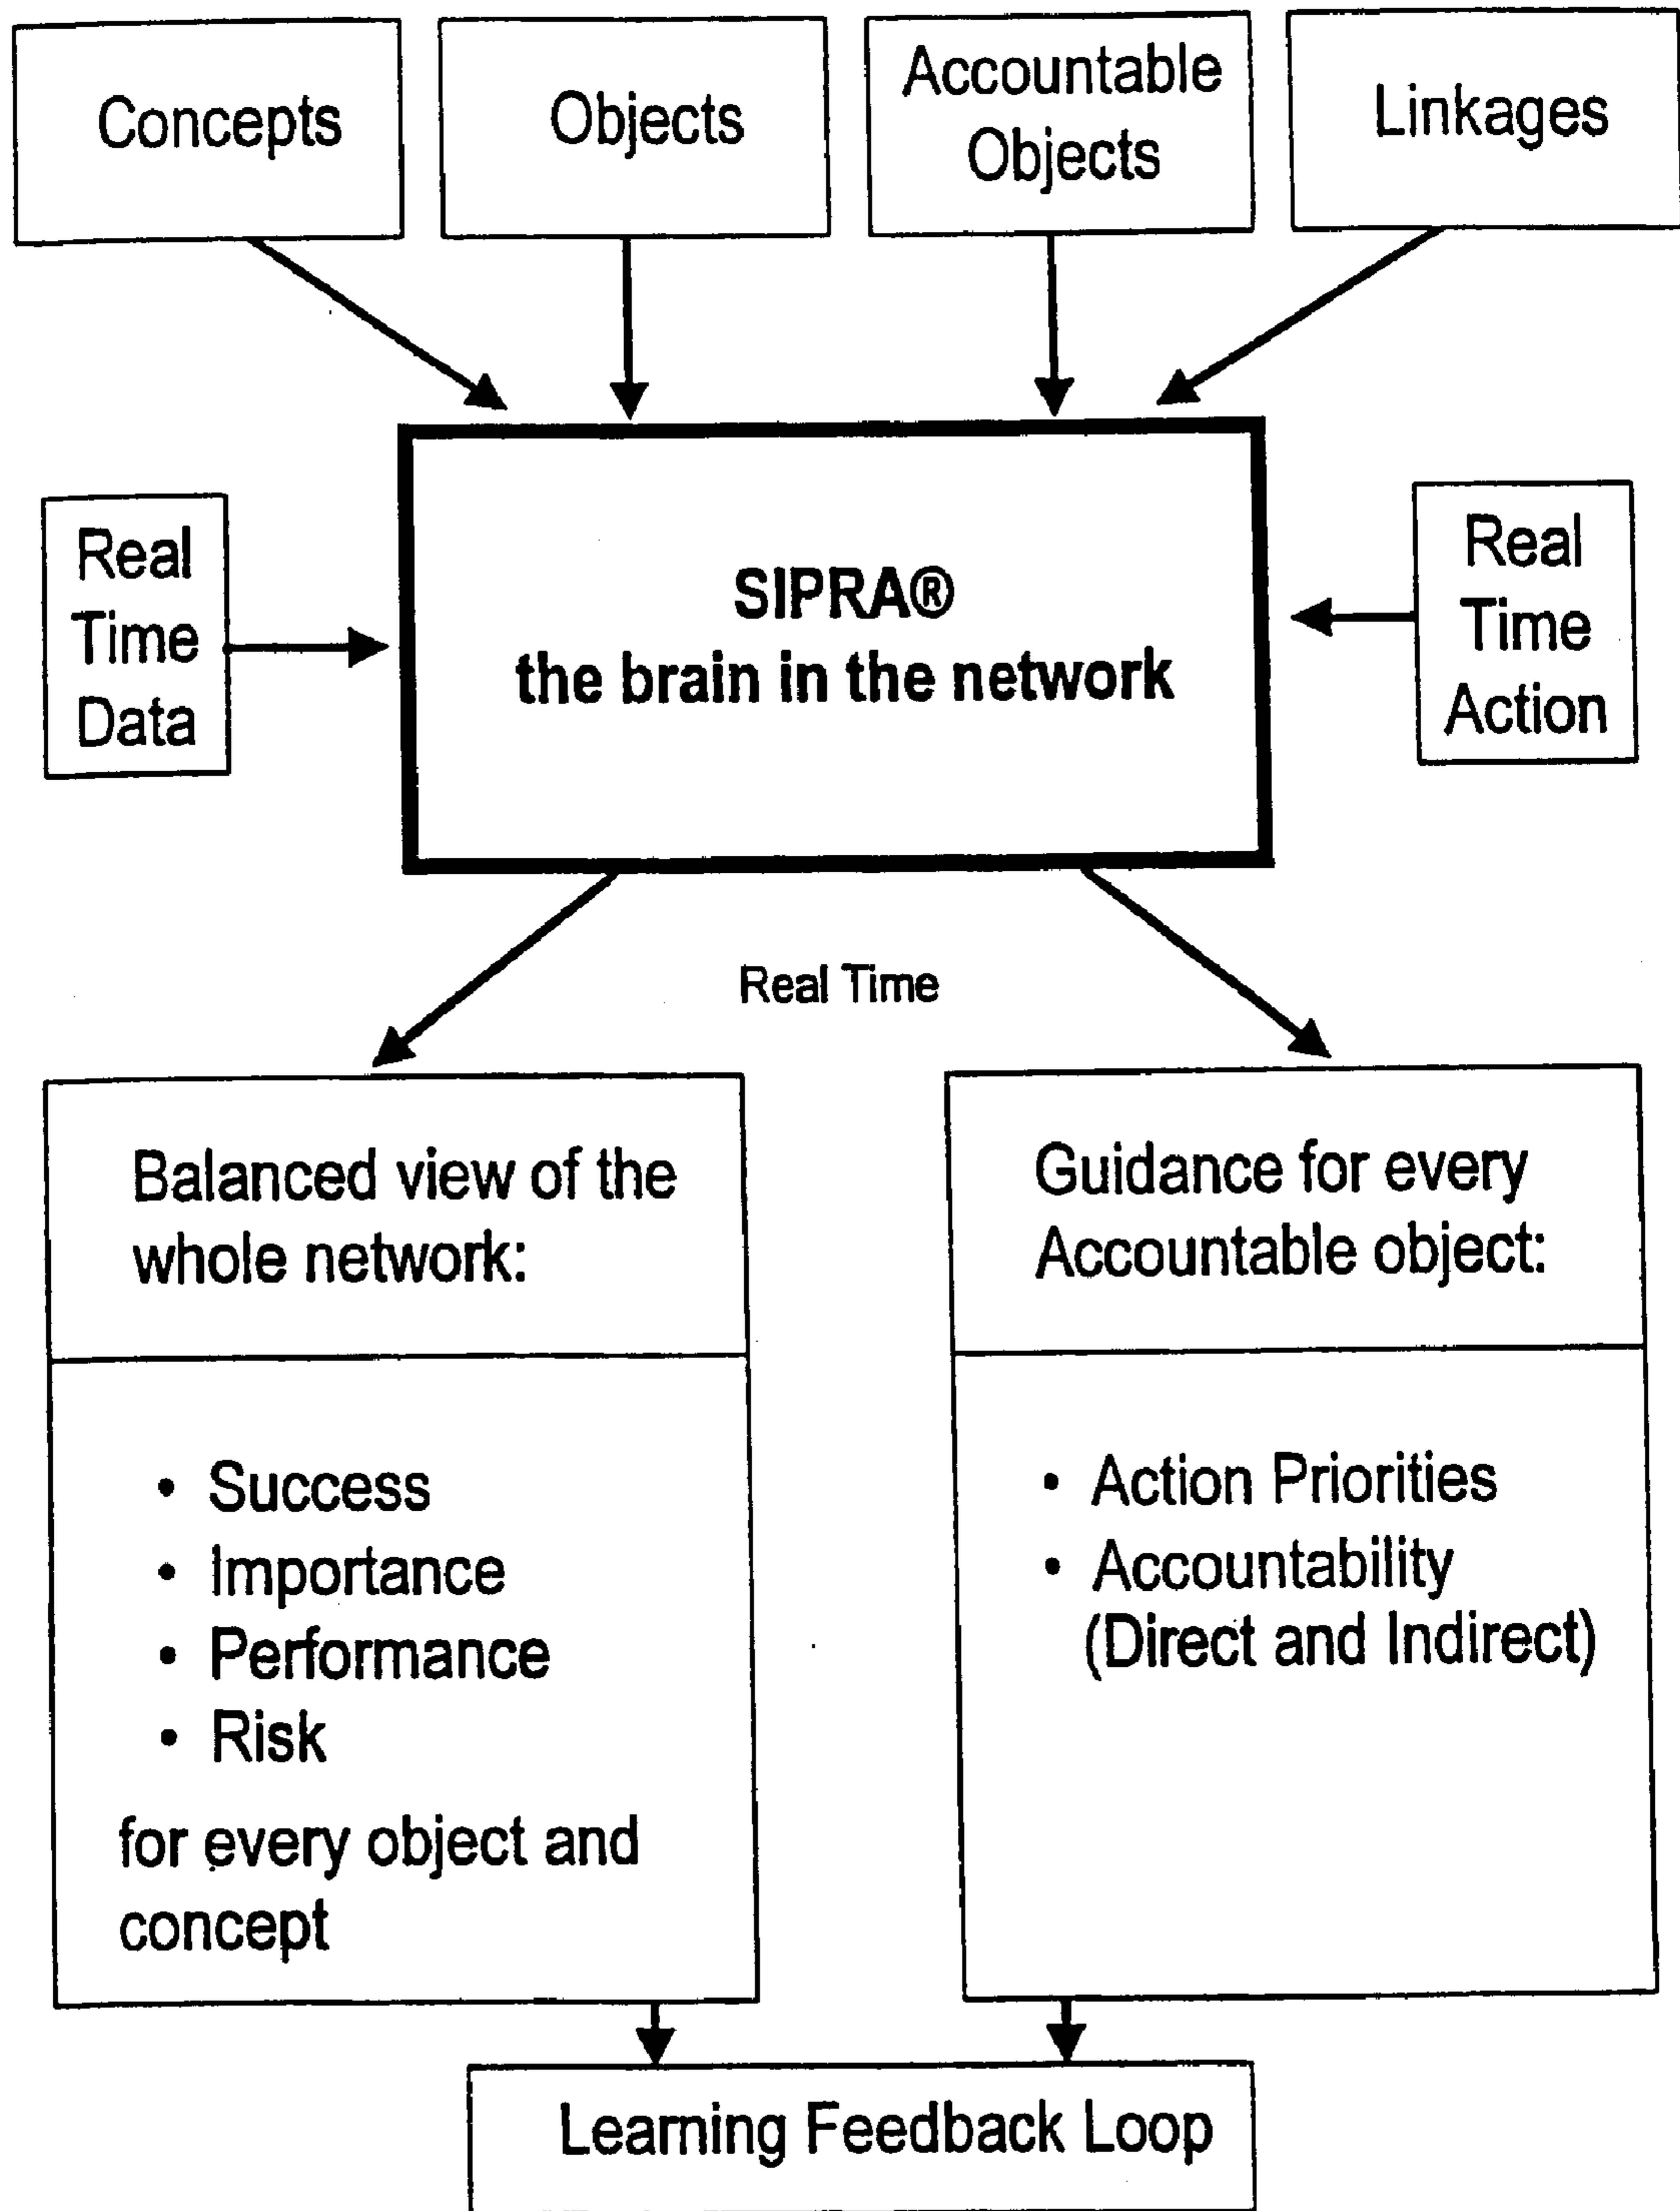 Concepts
Objects
Accountable
Objects
Linkages
Real
Time
Data
SIPRA®
the brain in the network
Real
Time
Action
Real Time
Balanced view of the
whole network:
• Success
• Importance
• Performance
• Risk
for every object and
concept
Guidance for every
Accountable object:
• Action Priorities
• Accountability
(Direct and Indirect)
Learning Feedback Loop